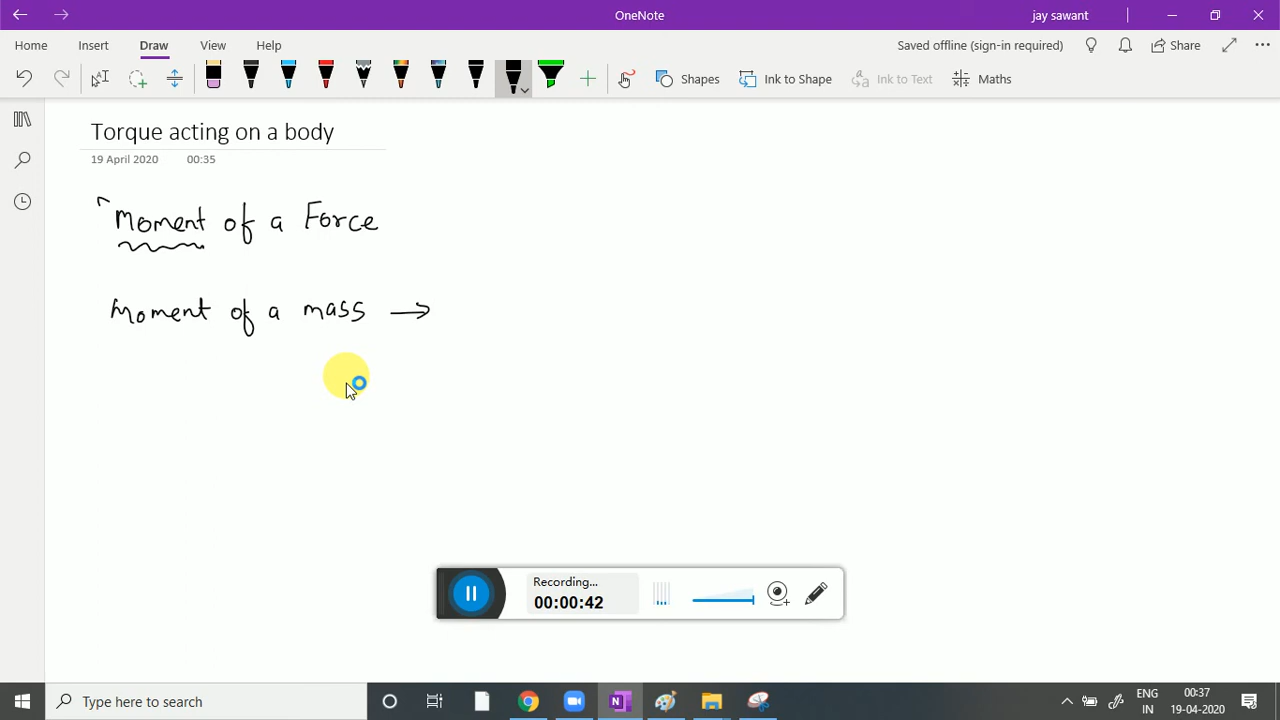 OneNote
jay sawant
Home Insert Draw View Help
Saved offline (sign-in required)
Share
Shapes
Ink to Shape
Ink to Text
Maths
Torque acting on a body
19 April 2020 00:35
Moment of a Force
Moment of a mass →
Recording...
00:00:42
Type here to search
ENG
IN
00:37
19-04-2020